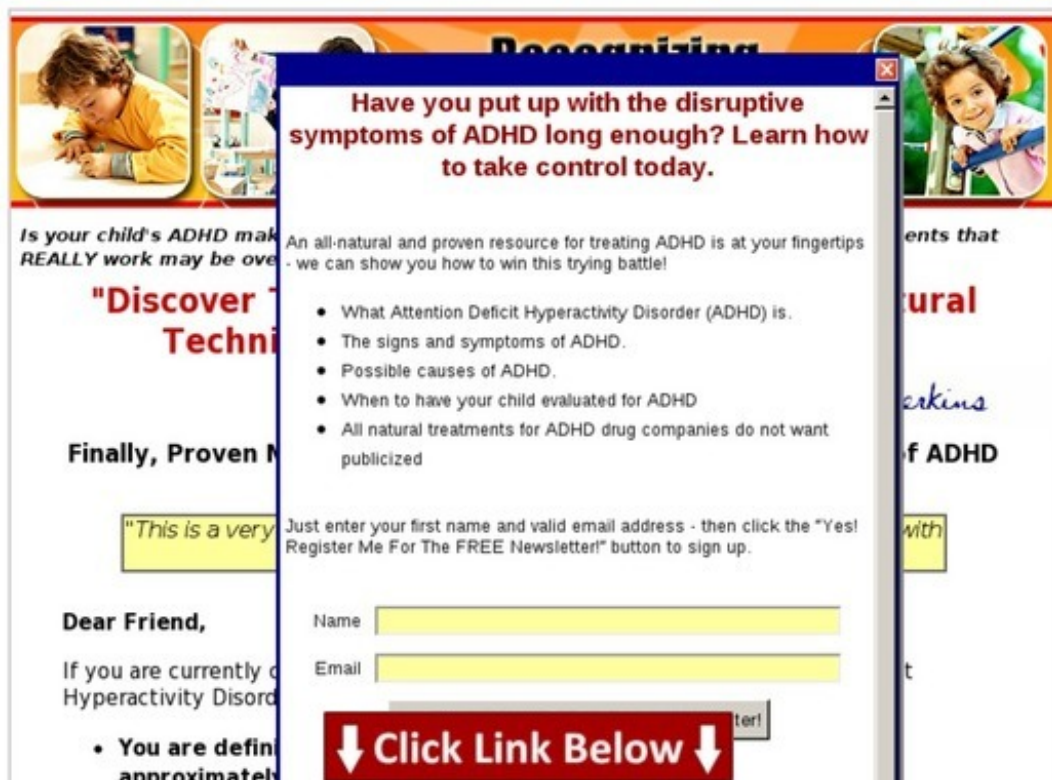 Recognizing
Have you put up with the disruptive
symptoms of ADHD long enough? Learn how
to take control today.
Is your child's ADHD
ents that
REALLY work may be
An all-natural and proven resource for treating ADHD is at your fingertips
- we can show you how to win this trying battle!
"Discover
tural
• What Attention Deficit Hyperactivity Disorder (ADHD) is.
• The signs and symptoms of ADHD.
• Possible causes of ADHD.
• When to have your child evaluated for ADHD
• All natural treatments for ADHD drug companies do not want
publicized
erkins
Finally, Proven
of ADHD
"This is a very
with
Just enter your first name and valid email address - then click the "Yes!
Register Me For The FREE Newsletter!" button to sign up.
Dear Friend,
Name
If you are currently
Email
Hyperactivity
ter!
• You are
approximately
Click Link Below